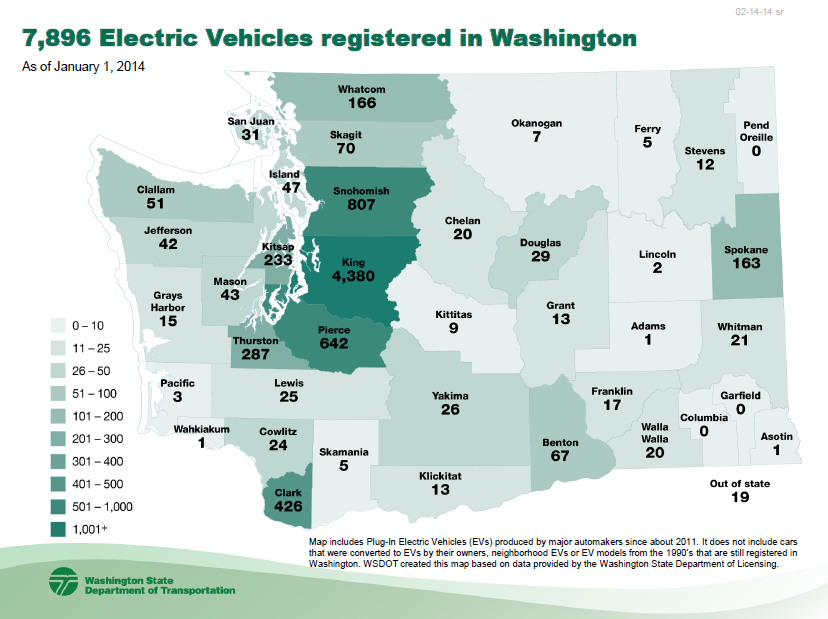 02-14-14 sr
7,896 Electric Vehicles registered in Washington
As of January 1, 2014
Whatcom
166
San Juan
31
Skagit
70
Okanogan
7
Ferry
5
Stevens
12
Pend
Oreille
0
Island
47
Clallam
51
Snohomish
807
Jefferson
42
Chelan
20
Douglas
29
Kitsap
233
King
4,380
Lincoln
2
Spokane
163
Mason
43
Grays
Harbor
15
Kittitas
9
Grant
13
Adams
1
Whitman
21
Pierce
642
Thurston
287
0 – 10
11 – 25
26 – 50
51 – 100
101 – 200
201 – 300
301 – 400
401 – 500
501 – 1,000
1,001+
Pacific
3
Lewis
25
Yakima
26
Franklin
17
Garfield
0
Columbia
0
Walla
Walla
20
Asotin
1
Wahkiakum
1
Cowlitz
24
Skamania
5
Benton
67
Klickitat
13
Clark
426
Out of state
19
Map includes Plug-In Electric Vehicles (EVs) produced by major automakers since about 2011. It does not include cars
that were converted to EVs by their owners, neighborhood EVs or EV models from the 1990's that are still registered in
Washington. WSDOT created this map based on data provided by the Washington State Department of Licensing.
Washington State
Department of Transportation